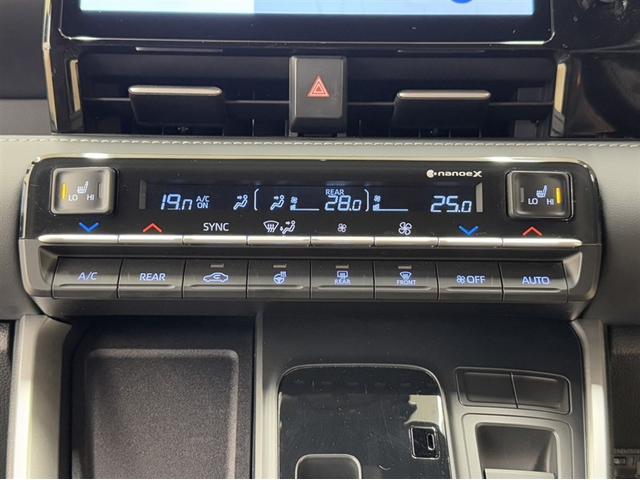 nanoeX
LO HI
19.0 A/C ON
REAR 28.0
25.0
LO HI
SYNC
A/C
REAR
REAR
FRONT
OFF
AUTO